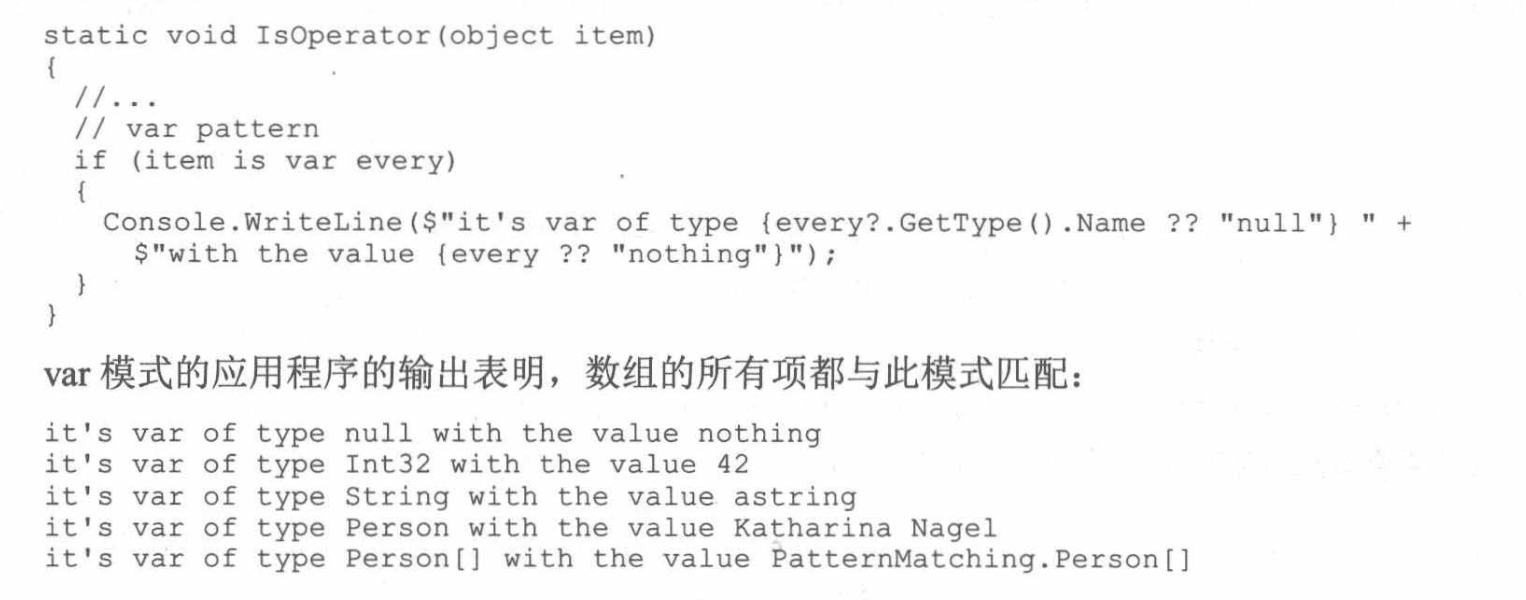 static void IsOperator(object item)
{
  //...
  // var pattern
  if (item is var every)
  {
    Console.WriteLine($"it's var of type {every?.GetType().Name ?? "null"} " +
      $"with the value {every ?? "nothing"}");
  }
}
var 模式的应用程序的输出表明，数组的所有项都与此模式匹配：
it's var of type null with the value nothing
it's var of type Int32 with the value 42
it's var of type String with the value astring
it's var of type Person with the value Katharina Nagel
it's var of type Person[] with the value PatternMatching.Person[]